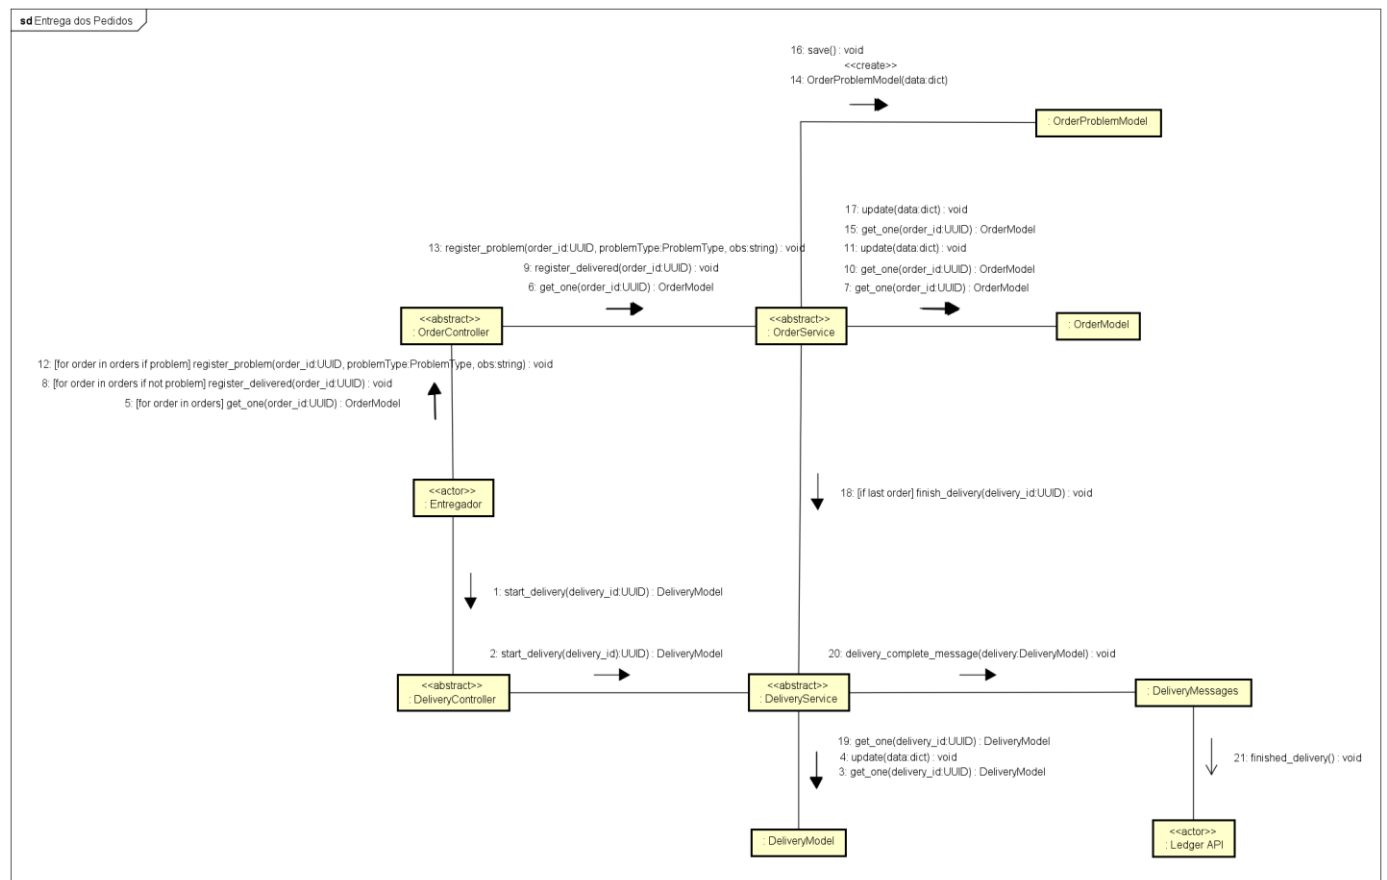 sd Entrega dos Pedidos
16: save() : void
<<create>>
14: OrderProblemModel(data:dict)
: OrderProblemModel
17: update(data:dict) : void
15: get_one(order_id:UUID) : OrderModel
13: register_problem(order_id:UUID, problemType:ProblemType, obs:string) : void
11: update(data:dict) : void
9: register_delivered(order_id:UUID) : void
10: get_one(order_id:UUID) : OrderModel
6: get_one(order_id:UUID) : OrderModel
7: get_one(order_id:UUID) : OrderModel
<<abstract>>
: OrderController
<<abstract>>
: OrderService
: OrderModel
12: [for order in orders if problem] register_problem(order_id:UUID, problemType:ProblemType, obs:string) : void
8: [for order in orders if not problem] register_delivered(order_id:UUID) : void
5: [for order in orders] get_one(order_id:UUID) : OrderModel
<<actor>>
: Entregador
18: [if last order] finish_delivery(delivery_id:UUID) : void
1: start_delivery(delivery_id:UUID) : DeliveryModel
2: start_delivery(delivery_id):UUID) : DeliveryModel
20: delivery_complete_message(delivery:DeliveryModel) : void
<<abstract>>
: DeliveryController
<<abstract>>
: DeliveryService
: DeliveryMessages
19: get_one(delivery_id:UUID) : DeliveryModel
4: update(data:dict) : void
3: get_one(delivery_id:UUID) : DeliveryModel
21: finished_delivery() : void
: DeliveryModel
<<actor>>
: Ledger API